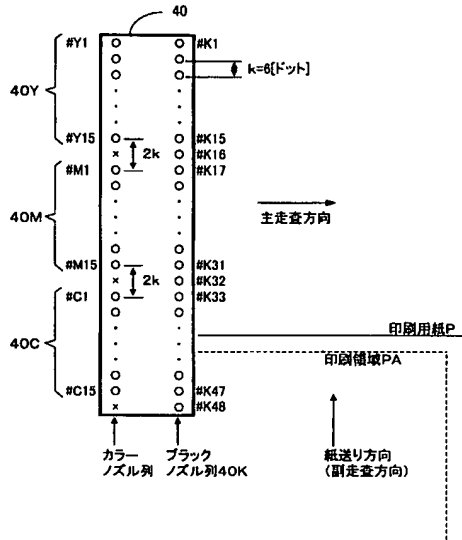 40
#Y1
#K1
k=6[ドット]
40Y
#Y15
#K15
2k
#K16
#M1
#K17
40M
主走査方向
#M15
#K31
2k
#K32
#C1
#K33
印刷用紙P
印刷領域PA
40C
#C15
#K47
#K48
カラー
ノズル列
ブラック
ノズル列40K
紙送り方向
(副走査方向)